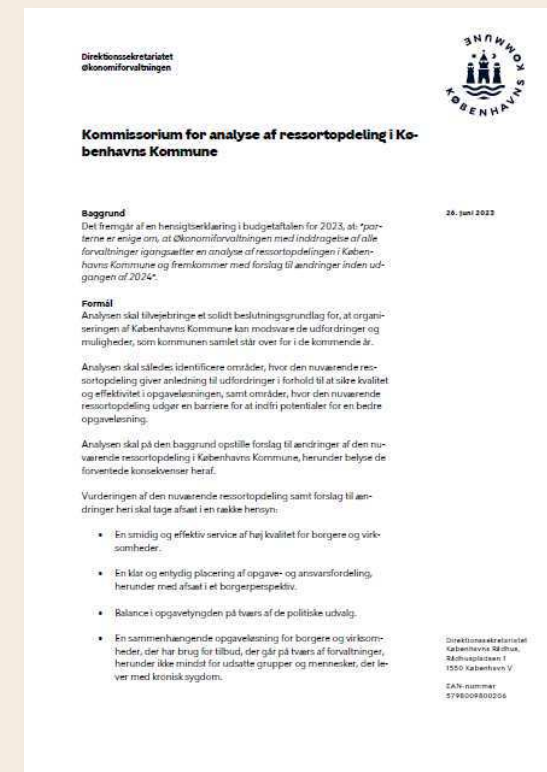 Direktionssekretariatet
Økonomiforvaltningen
KØBENHAVNS KOMMUNE
Kommissorium for analyse af ressortopdeling i Kø-
benhavns Kommune
26. juni 2023
Baggrund
Det fremgår af en hensigtserklæring i budgetaftalen for 2023, at: "par-
terne er enige om, at Økonomiforvaltningen med inddragelse af alle
forvaltninger igangsætter en analyse af ressortopdelingen i Køben-
havns Kommune og fremkommer med forslag til ændringer inden ud-
gangen af 2024".
Formål
Analysen skal tilvejebringe et solidt beslutningsgrundlag for, at organi-
seringen af Københavns Kommune kan modsvare de udfordringer og
muligheder, som kommunen samlet står over for i de kommende år.
Analysen skal således identificere områder, hvor den nuværende res-
sortopdeling giver anledning til udfordringer i forhold til at sikre kvalitet
og effektivitet i opgaveløsningen, samt områder, hvor den nuværende
ressortopdeling udgør en barriere for at indfri potentialer for en bedre
opgaveløsning.
Analysen skal på den baggrund opstille forslag til ændringer af den nu-
værende ressortopdeling i Københavns Kommune, herunder belyse de
forventede konsekvenser heraf.
Vurderingen af den nuværende ressortopdeling samt forslag til æn-
dringer heri skal tage afsæt i en række hensyn:
• En smidig og effektiv service af høj kvalitet for borgere og virk-
somheder.
• En klar og entydig placering af opgave- og ansvarsfordeling,
herunder med afsæt i et borgerperspektiv.
• Balance i opgavetyngden på tværs af de politiske udvalg.
• En sammenhængende opgaveløsning for borgere og virksom-
heder, der har brug for tilbud, der går på tværs af forvaltninger,
herunder ikke mindst for udsatte grupper og mennesker, der le-
ver med kronisk sygdom.
Direktionssekretariatet
Københavns Rådhus,
Rådhuspladsen 1
1550 København V
EAN-nummer
5798009800206